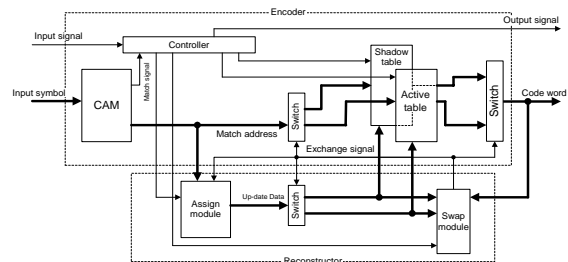 Encoder
Output signal
Input signal
Controller
Shadow
table
Match signal
Input symbol
CAM
Active
table
Switch
Switch
Code word
Match address
Exchange signal
Assign
module
Up-date Data
Switch
Swap
module
Reconstructor